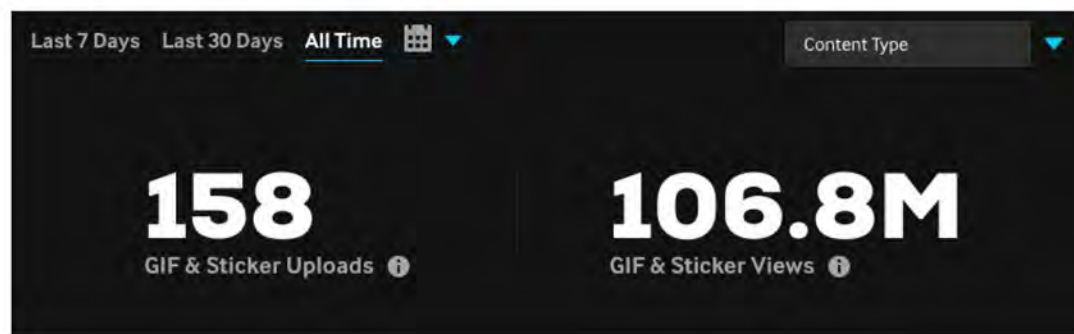 Last 7 Days Last 30 Days All Time
Content Type
158
GIF & Sticker Uploads
106.8M
GIF & Sticker Views